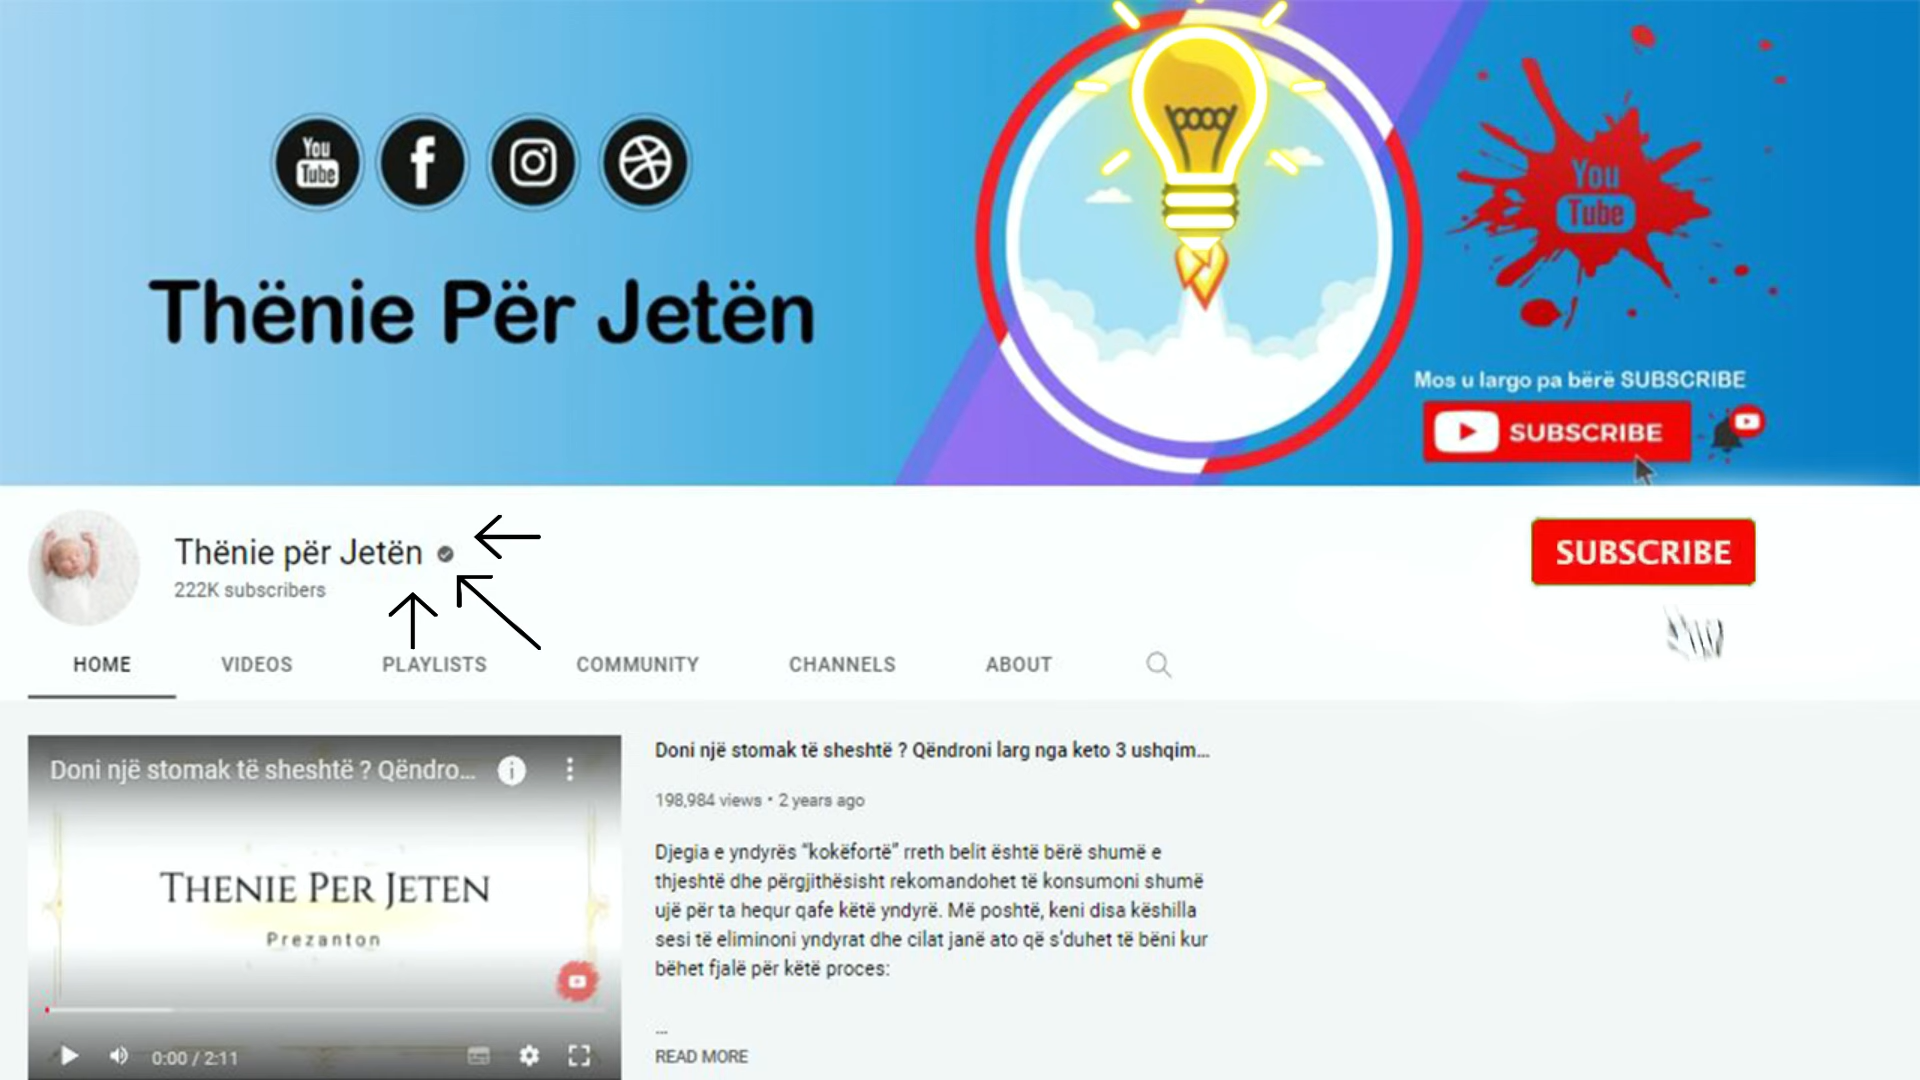 You
Tube
Thënie Për Jetën
You
Tube
Mos u largo pa bërë SUBSCRIBE
SUBSCRIBE
Thënie për Jetën
222K subscribers
SUBSCRIBE
HOME VIDEOS PLAYLISTS COMMUNITY CHANNELS ABOUT
Doni një stomak të sheshtë ? Qëndro...
THENIE PER JETEN
Prezanton
0:00 / 2:11
Doni një stomak të sheshtë ? Qëndroni larg nga keto 3 ushqim...
198,984 views • 2 years ago
Djegia e yndyrës “kokëfortë” rreth belit është bërë shumë e
thjeshtë dhe përgjithësisht rekomandohet të konsumoni shumë
ujë për ta hequr qafe këtë yndyrë. Më poshtë, keni disa këshilla
sesi të eliminoni yndyrat dhe cilat janë ato që s'duhet të bëni kur
bëhet fjalë për këtë proces:
...
READ MORE